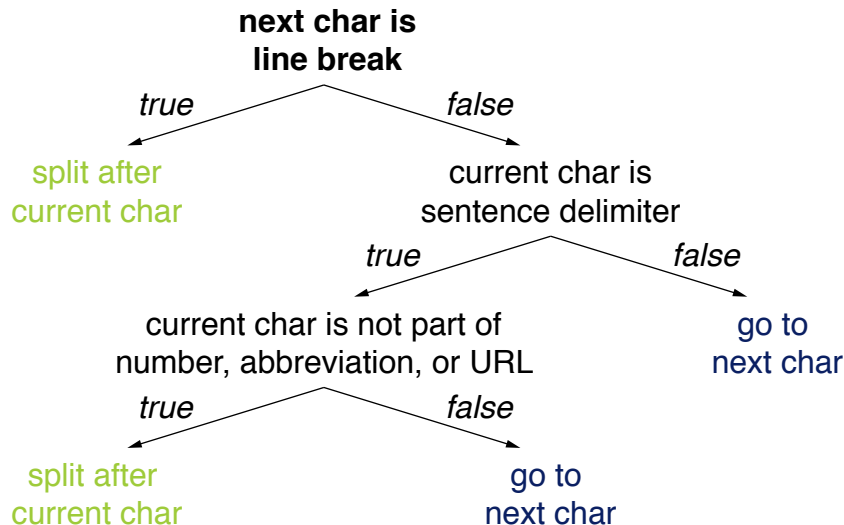 next char is
line break
true
false
split after
current char
current char is
sentence delimiter
true
false
current char is not part of
number, abbreviation, or URL
go to
next char
true
false
split after
current char
go to
next char